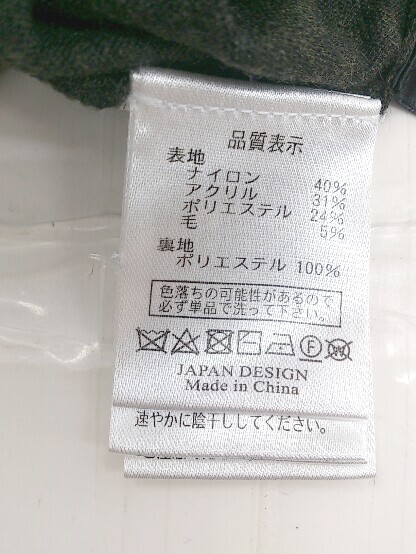 品質表示
表地
ナイロン 40%
アクリル 31%
ポリエステル 24%
毛 5%
裏地
ポリエステル 100%
色落ちの可能性があるので
必ず単品で洗って下さい。
JAPAN DESIGN
Made in China
速やかに陰干ししてください。